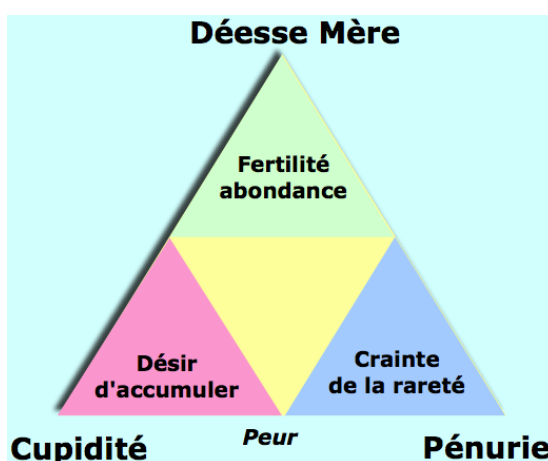 Déesse Mère
Fertilité
abondance
Désir
d'accumuler
Crainte
de la rareté
Cupidité
Peur
Pénurie